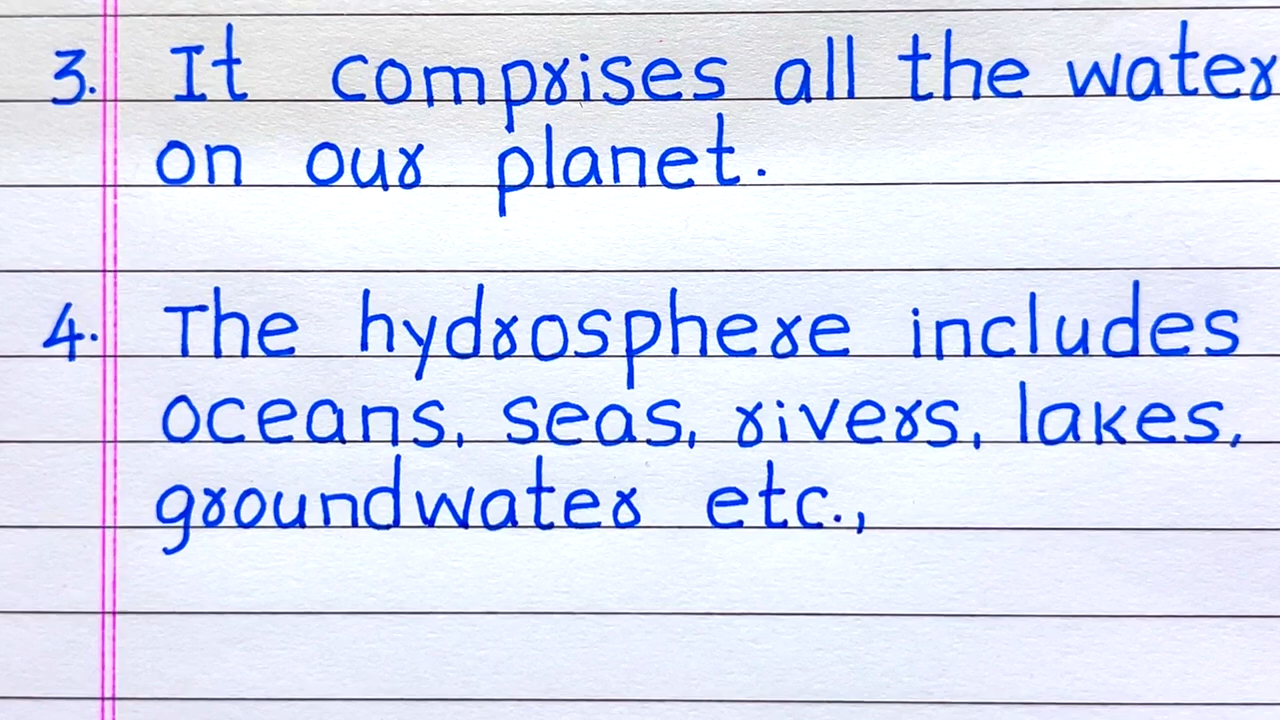 3. It comprises all the water
on our planet.
4. The hydrosphere includes
oceans, seas, rivers, lakes,
groundwater etc.,